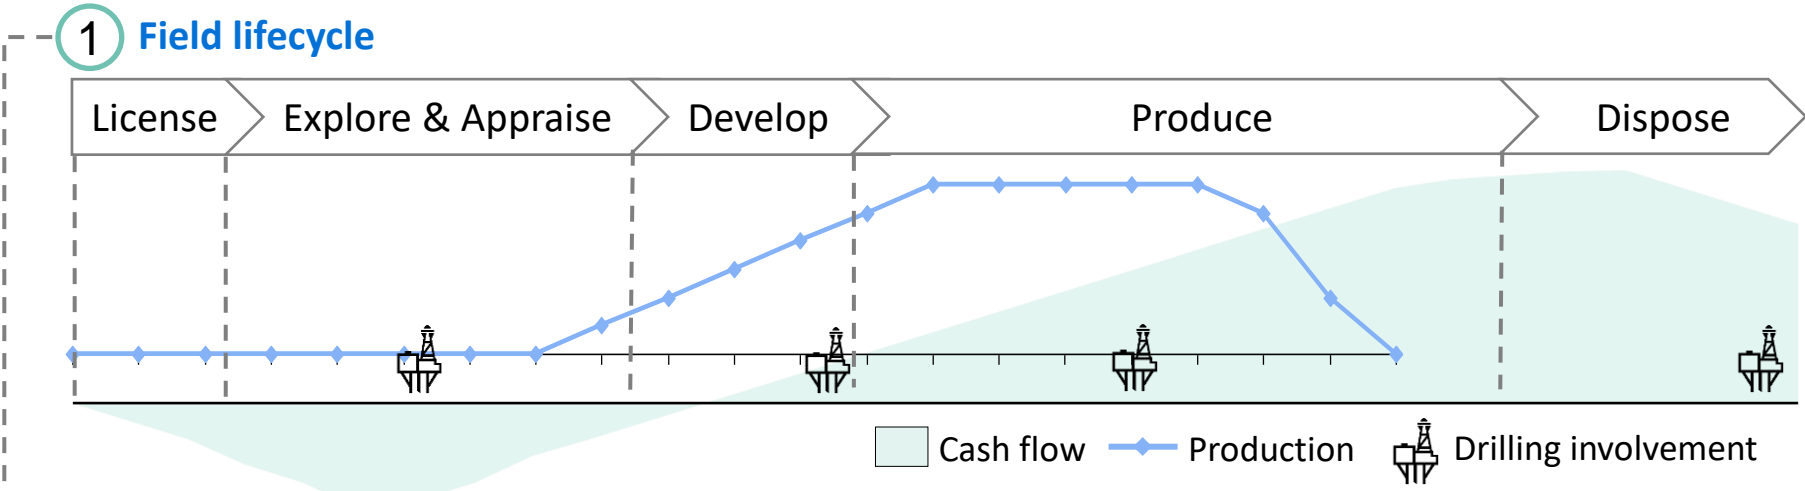 1 Field lifecycle
License Explore & Appraise Develop Produce Dispose
Cash flow Production Drilling involvement